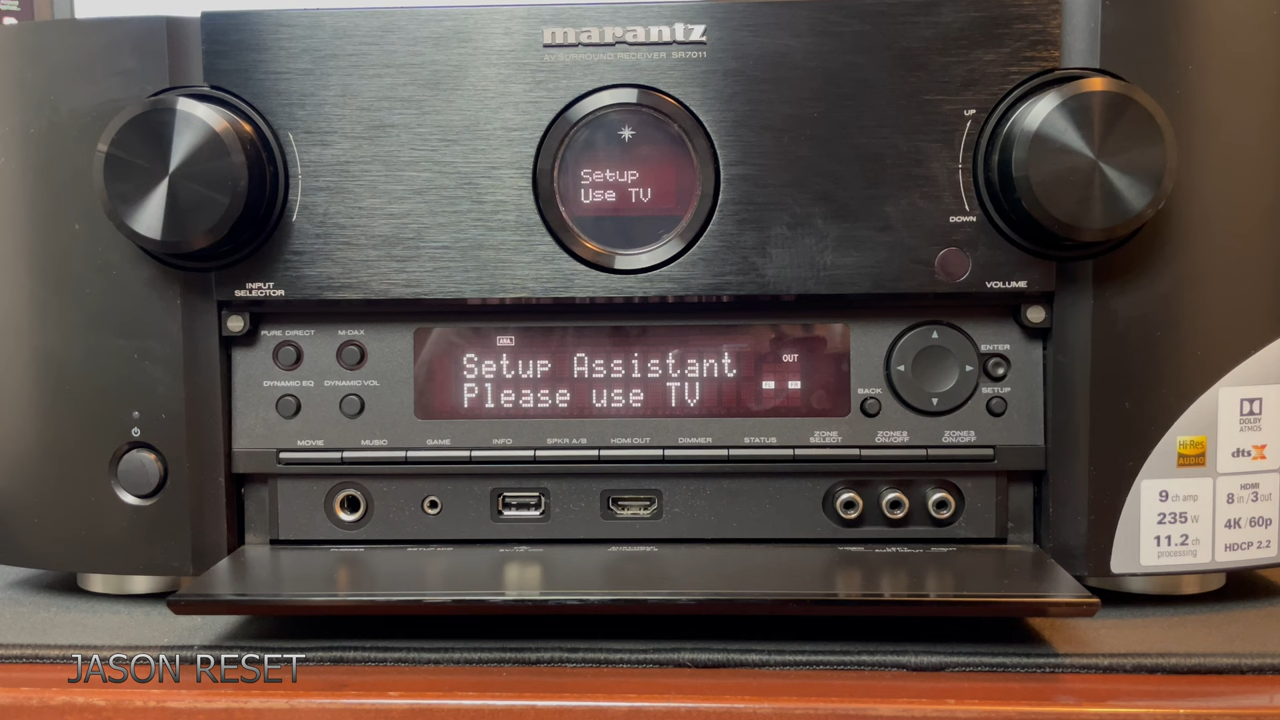 marantz
AV SURROUND RECEIVER SR7011
Setup
Use TV
UP
DOWN
INPUT
SELECTOR
VOLUME
PURE DIRECT
M-DAX
DYNAMIC EQ
DYNAMIC VOL
ANA.
Setup Assistant
Please use TV
OUT
FL FR
BACK
ENTER
SETUP
MOVIE
MUSIC
GAME
INFO
SPKR A/B
HDMI OUT
DIMMER
STATUS
ZONE
SELECT
ZONE2
ON/OFF
ZONE3
ON/OFF
Hi-Res
AUDIO
DOLBY
ATMOS
dts X
9 ch amp
235 W
11.2 ch
processing
HDMI
8 in / 3 out
4K / 60p
HDCP 2.2
JASON RESET